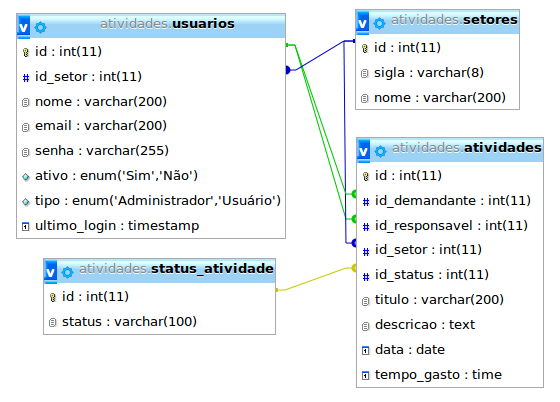 atividades.usuarios
id : int(11)
id_setor : int(11)
nome : varchar(200)
email : varchar(200)
senha : varchar(255)
ativo : enum('Sim','Não')
tipo : enum('Administrador','Usuário')
ultimo_login : timestamp
atividades.setores
id : int(11)
sigla : varchar(8)
nome : varchar(200)
atividades.atividades
id : int(11)
id_demandante : int(11)
id_responsavel : int(11)
id_setor : int(11)
id_status : int(11)
titulo : varchar(200)
descricao : text
data : date
tempo_gasto : time
atividades.status_atividade
id : int(11)
status : varchar(100)